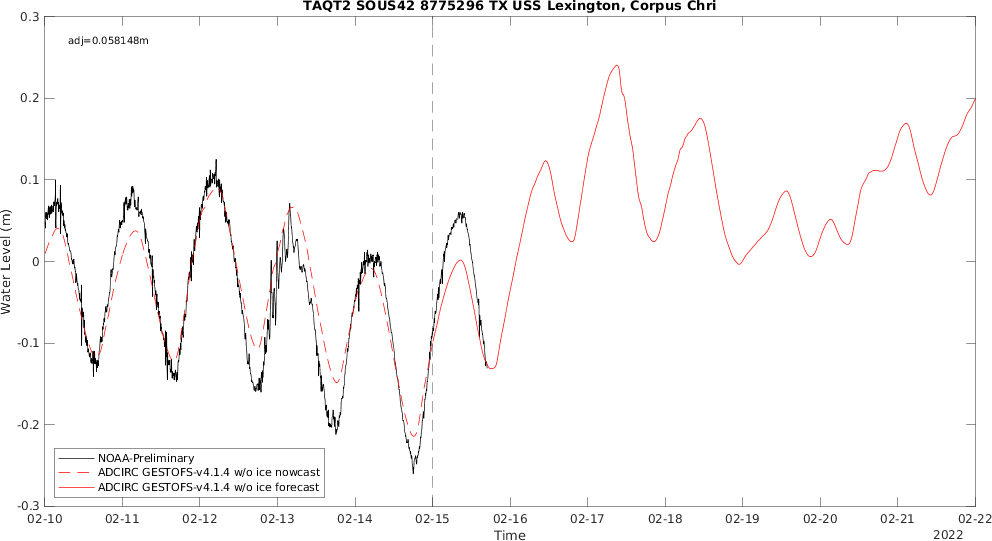 TAQT2 SOUS42 8775296 TX USS Lexington, Corpus Chri
adj=0.058148m
0.3
0.2
0.1
0
-0.1
-0.2
-0.3
Water Level (m)
NOAA-Preliminary
ADCIRC GESTOFS-v4.1.4 w/o ice nowcast
ADCIRC GESTOFS-v4.1.4 w/o ice forecast
02-10 02-11 02-12 02-13 02-14 02-15 02-16 02-17 02-18 02-19 02-20 02-21 02-22
Time
2022